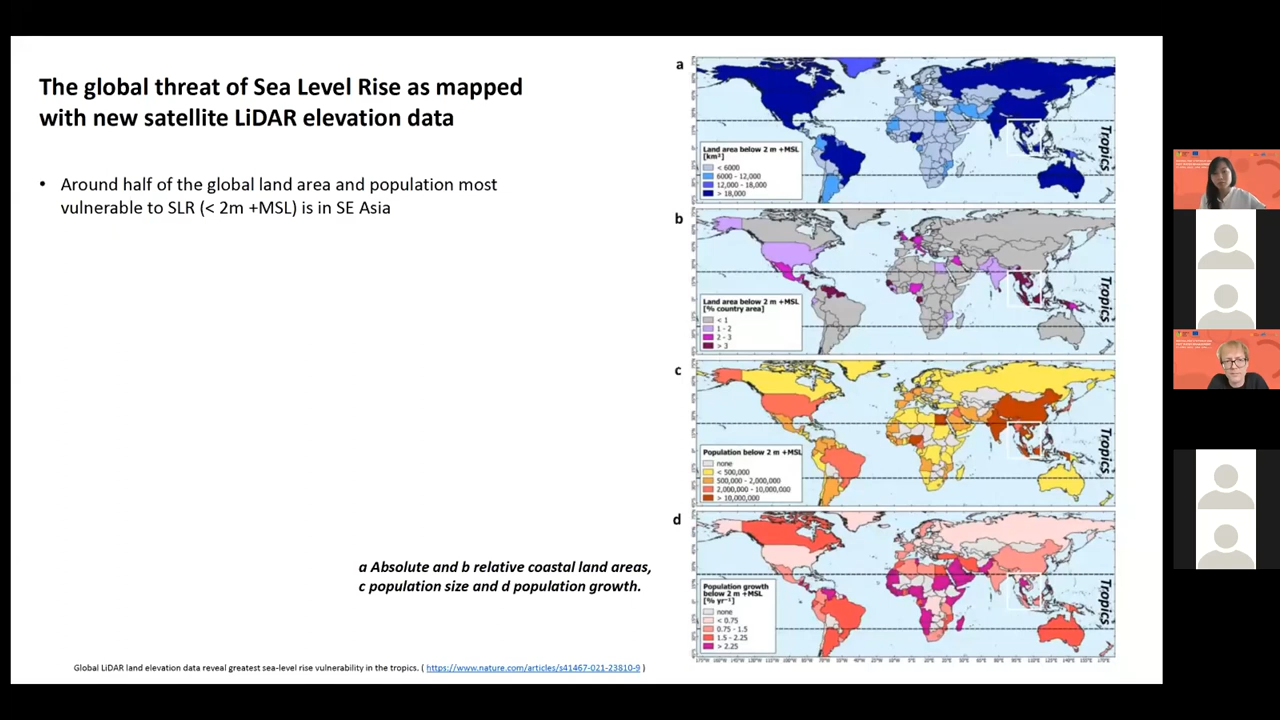 The global threat of Sea Level Rise as mapped
with new satellite LiDAR elevation data
• Around half of the global land area and population most
vulnerable to SLR (< 2m +MSL) is in SE Asia
a Absolute and b relative coastal land areas,
c population size and d population growth.
Global LiDAR land elevation data reveal greatest sea-level rise vulnerability in the tropics. ( https://www.nature.com/articles/s41467-021-23810-9 )
a
Land area below 2 m +MSL
[km²]
< 6000
6000 - 12,000
12,000 - 18,000
> 18,000
Tropics
b
Land area below 2 m +MSL
[% country area]
< 1
1 - 2
2 - 3
> 3
Tropics
c
Population below 2 m +MSL
none
< 500,000
500,000 - 2,000,000
2,000,000 - 10,000,000
> 10,000,000
Tropics
d
Population growth
below 2 m +MSL
[% yr⁻¹]
none
< 0.75
0.75 - 1.5
1.5 - 2.25
> 2.25
Tropics